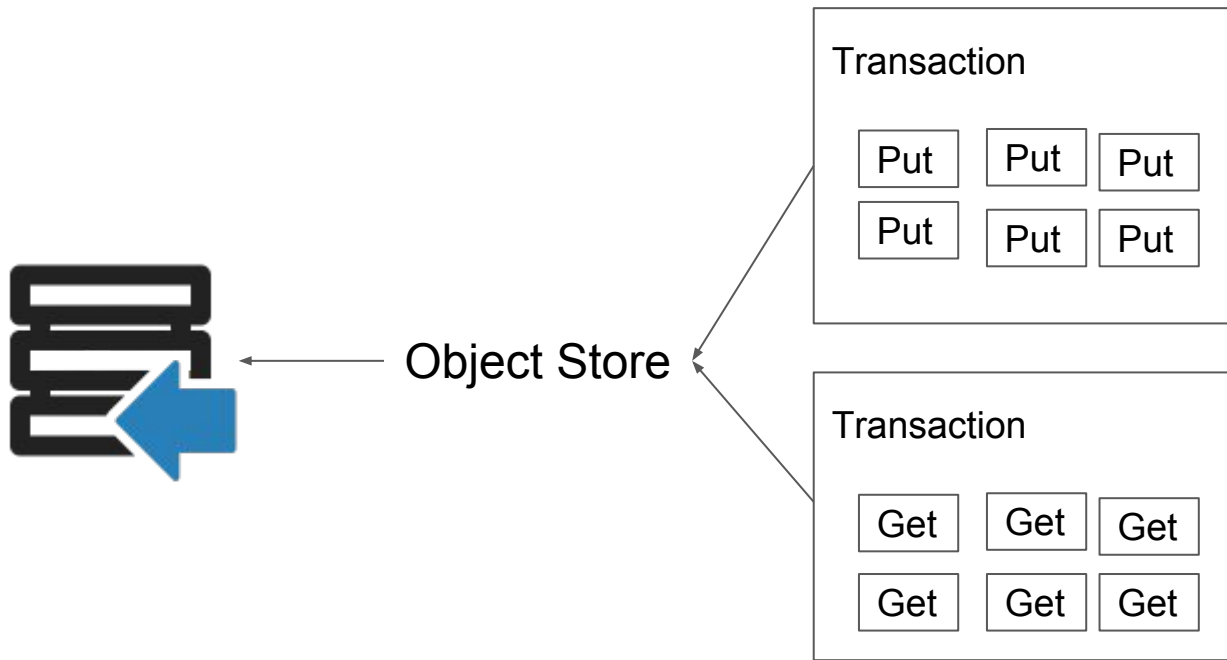 Transaction
Put Put Put
Put Put Put
Object Store
Transaction
Get Get Get
Get Get Get